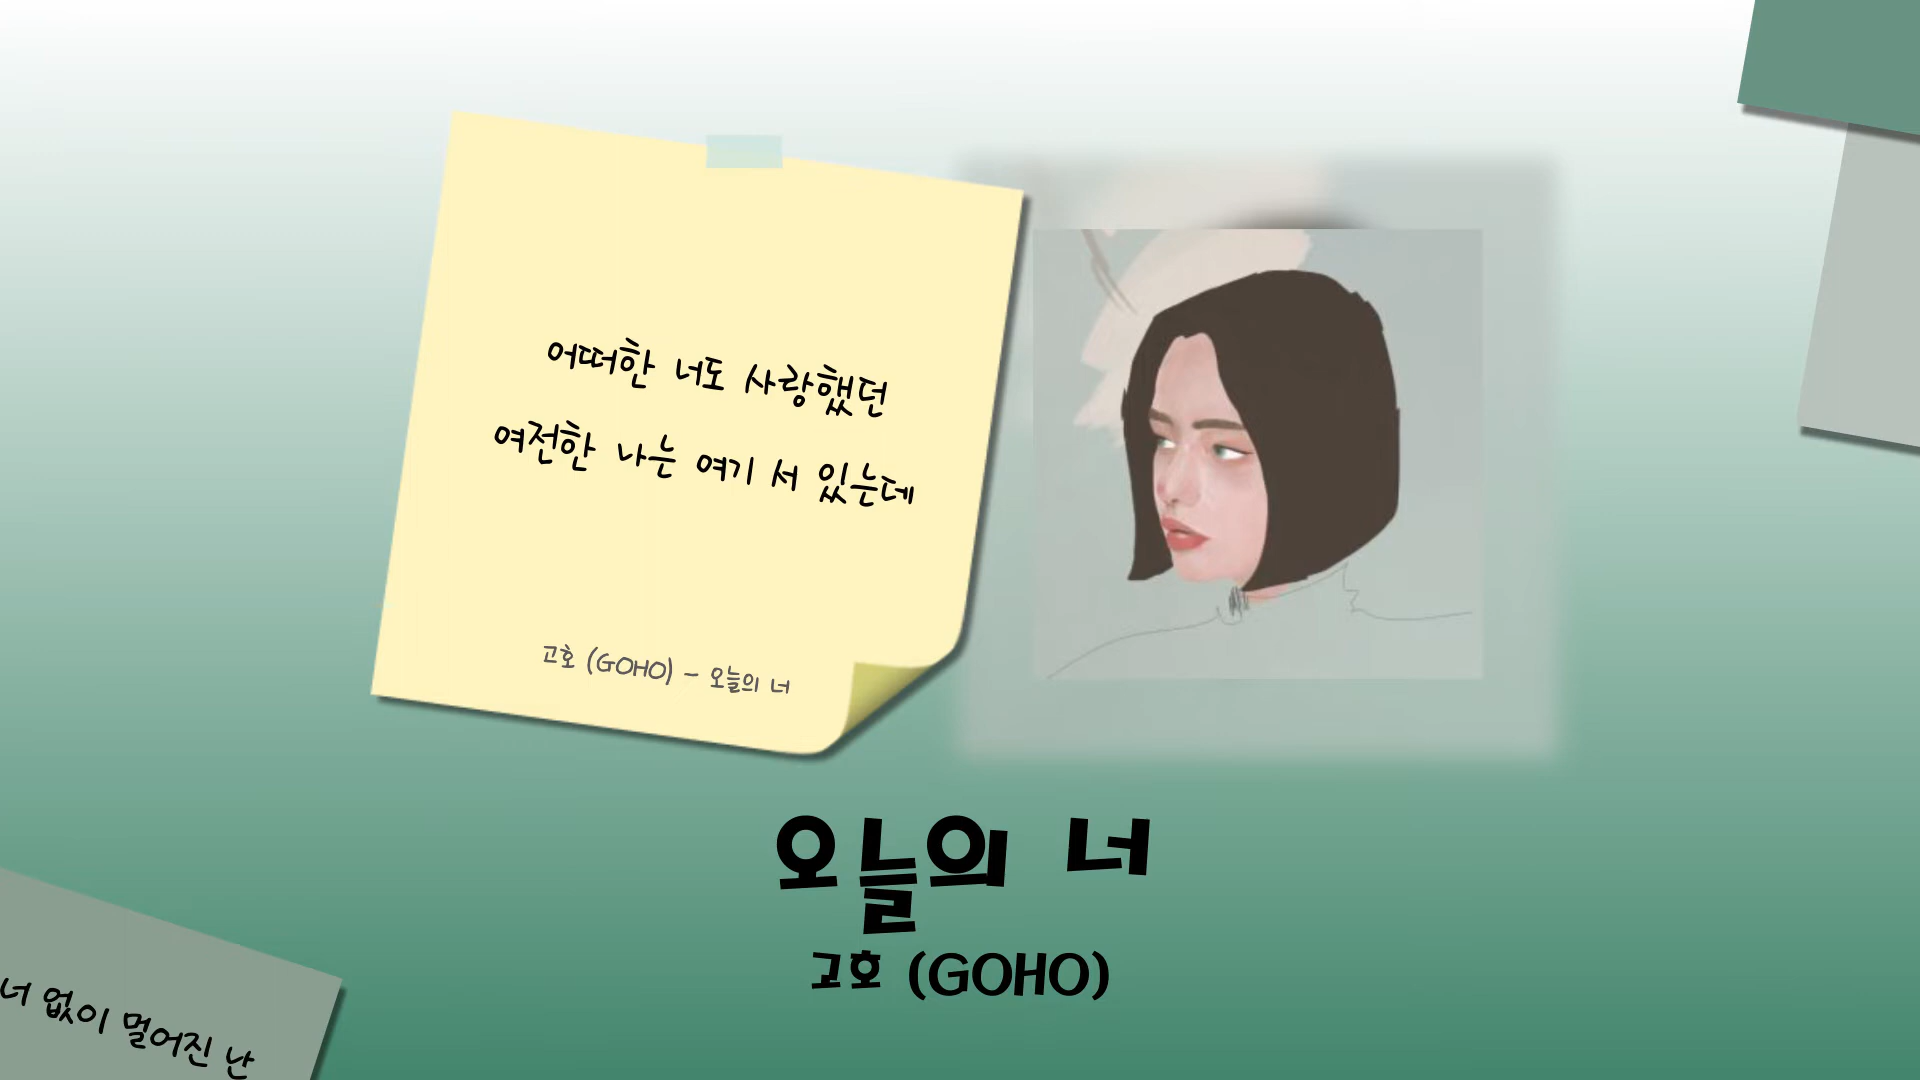 어떠한 너도 사랑했던
여전한 나는 여기 서 있는데
고호 (GOHO) - 오늘의 너
오늘의 너
고호 (GOHO)
너 없이 멀어진 난